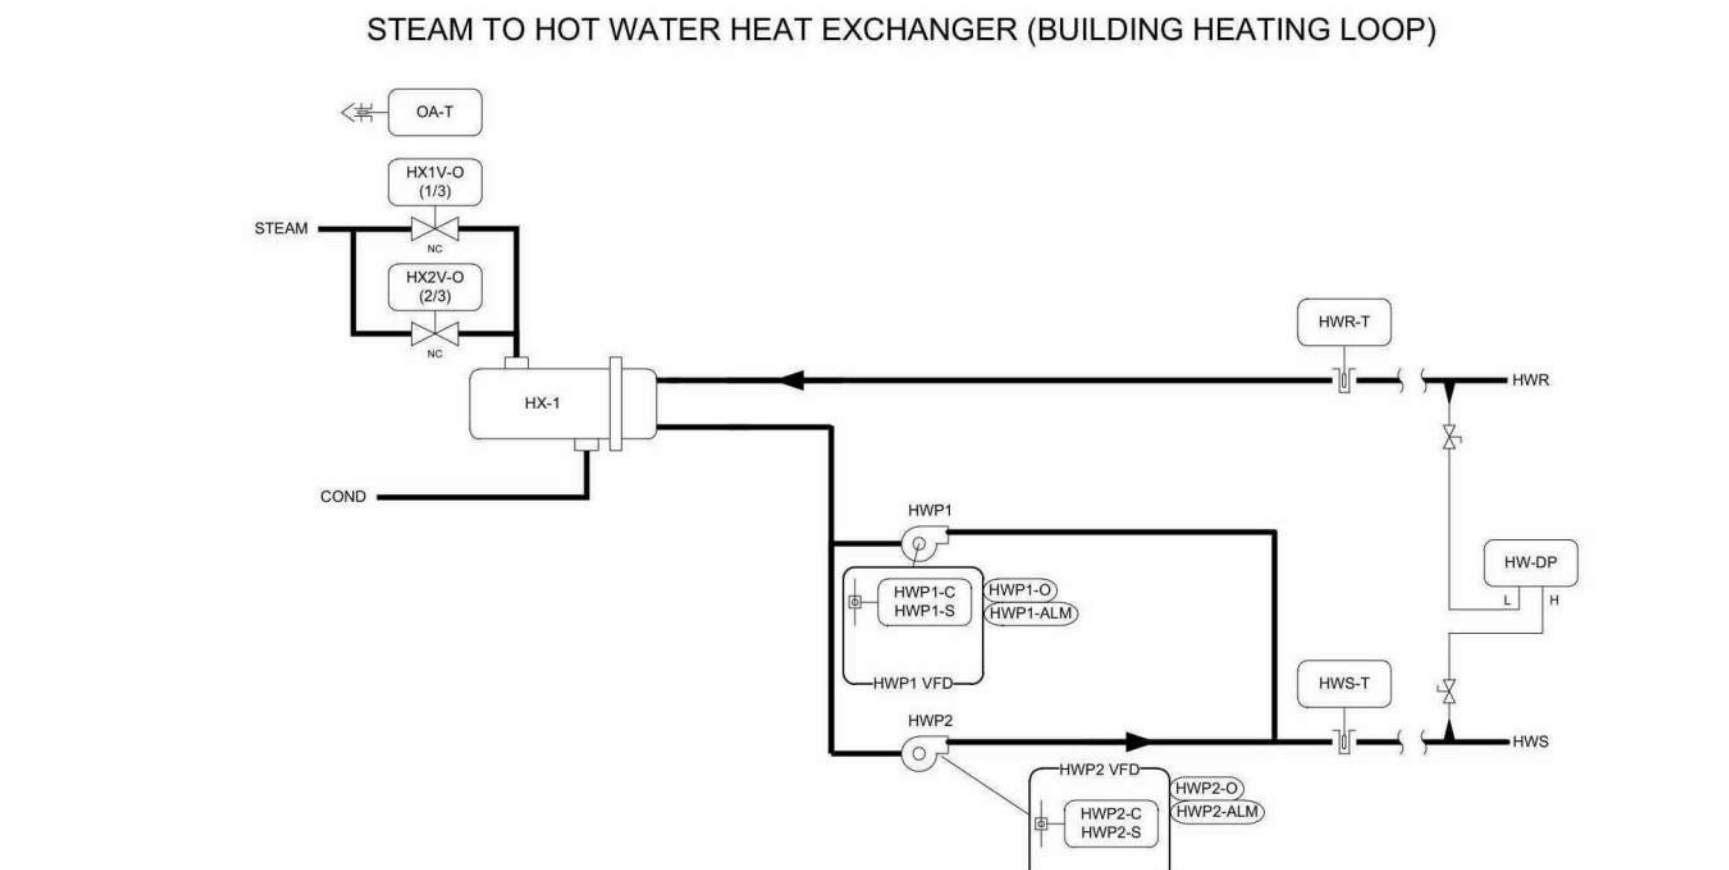 STEAM TO HOT WATER HEAT EXCHANGER (BUILDING HEATING LOOP)
OA-T
HX1V-O
(1/3)
STEAM
NC
HX2V-O
(2/3)
NC
HWR-T
HWR
HX-1
COND
HWP1
HW-DP
L
H
HWP1-C
HWP1-S
HWP1-O
HWP1-ALM
HWP1 VFD
HWS-T
HWP2
HWS
HWP2 VFD
HWP2-O
HWP2-ALM
HWP2-C
HWP2-S